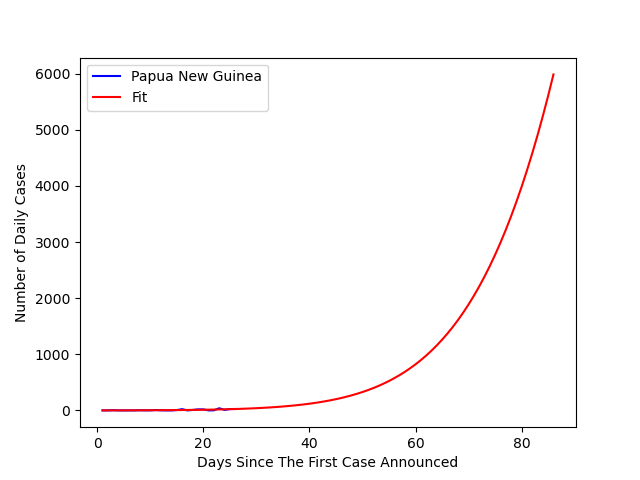 Papua New Guinea
Fit
6000
5000
4000
3000
2000
1000
0
Number of Daily Cases
0 20 40 60 80
Days Since The First Case Announced